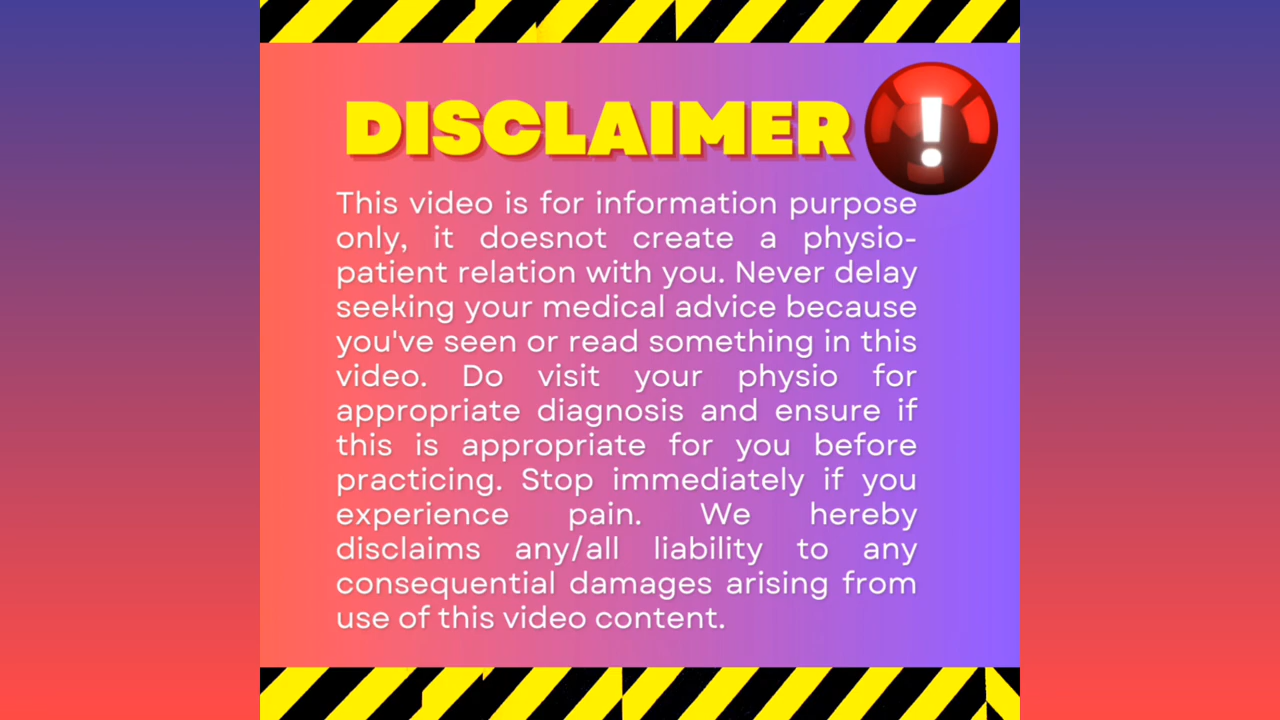 DISCLAIMER
This video is for information purpose
only, it doesnot create a physio-
patient relation with you. Never delay
seeking your medical advice because
you've seen or read something in this
video. Do visit your physio for
appropriate diagnosis and ensure if
this is appropriate for you before
practicing. Stop immediately if you
experience pain. We hereby
disclaims any/all liability to any
consequential damages arising from
use of this video content.